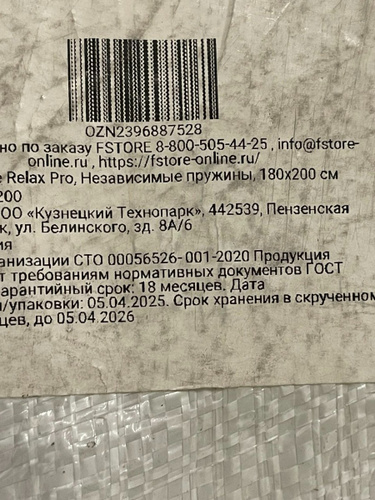 OZN2396887528
но по заказу FSTORE 8-800-505-44-25 , info@fstore-
online.ru , https://fstore-online.ru/
e Relax Pro, Независимые пружины, 180x200 см
200
ОО «Кузнецкий Технопарк», 442539, Пензенская
к, ул. Белинского, зд. 8А/6
ия
анизации СТО 00056526-001-2020 Продукция
т требованиям нормативных документов ГОСТ
арантийный срок: 18 месяцев. Дата
/упаковки: 05.04.2025. Срок хранения в скрученном
цев, до 05.04.2026